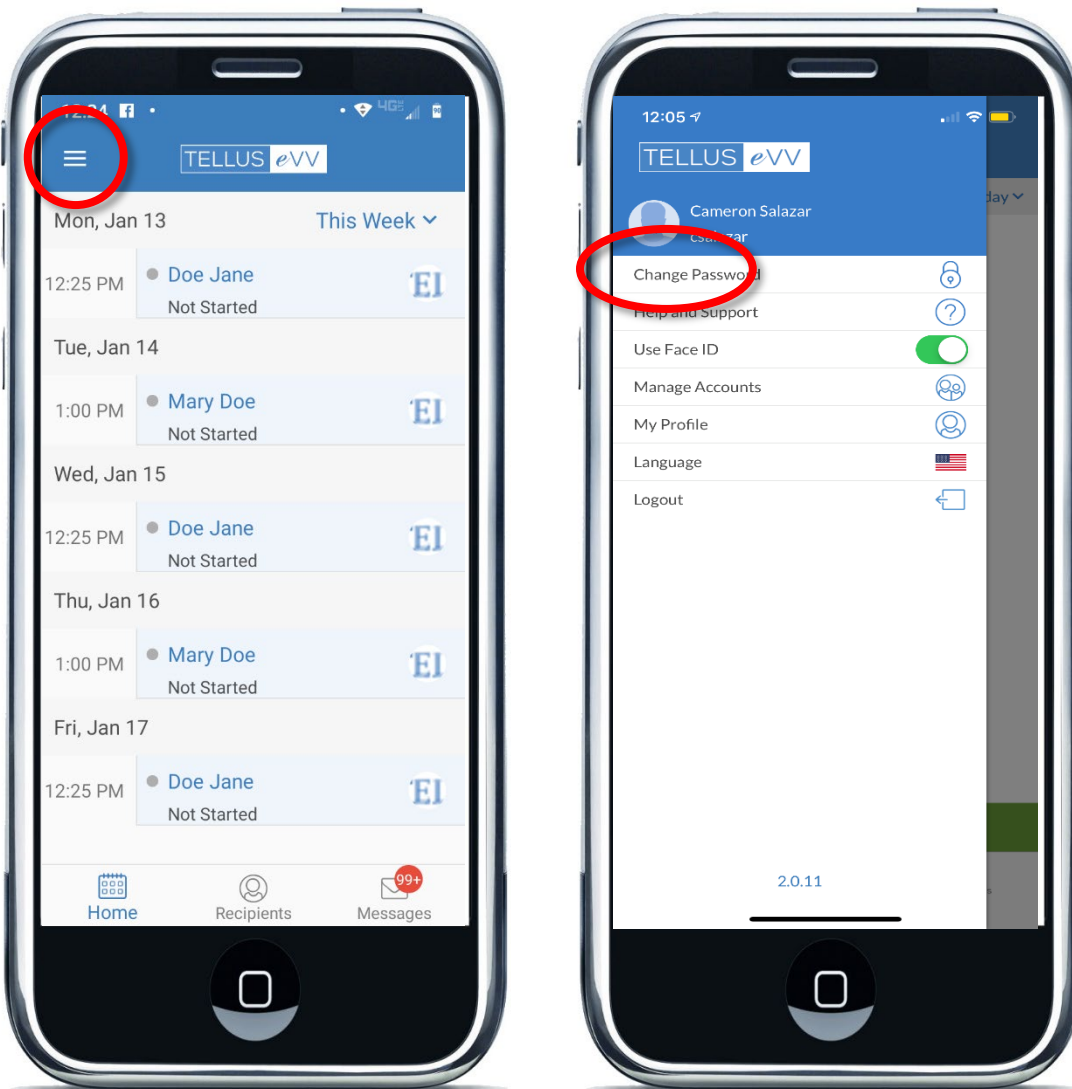 12:24
TELLUS eVV
Mon, Jan 13 This Week
12:25 PM Doe Jane
Not Started
Tue, Jan 14
1:00 PM Mary Doe
Not Started
Wed, Jan 15
12:25 PM Doe Jane
Not Started
Thu, Jan 16
1:00 PM Mary Doe
Not Started
Fri, Jan 17
12:25 PM Doe Jane
Not Started
99+
Home Recipients Messages
12:05
TELLUS eVV
Cameron Salazar
csalazar
Change Password
Help and Support
Use Face ID
Manage Accounts
My Profile
Language
Logout
2.0.11